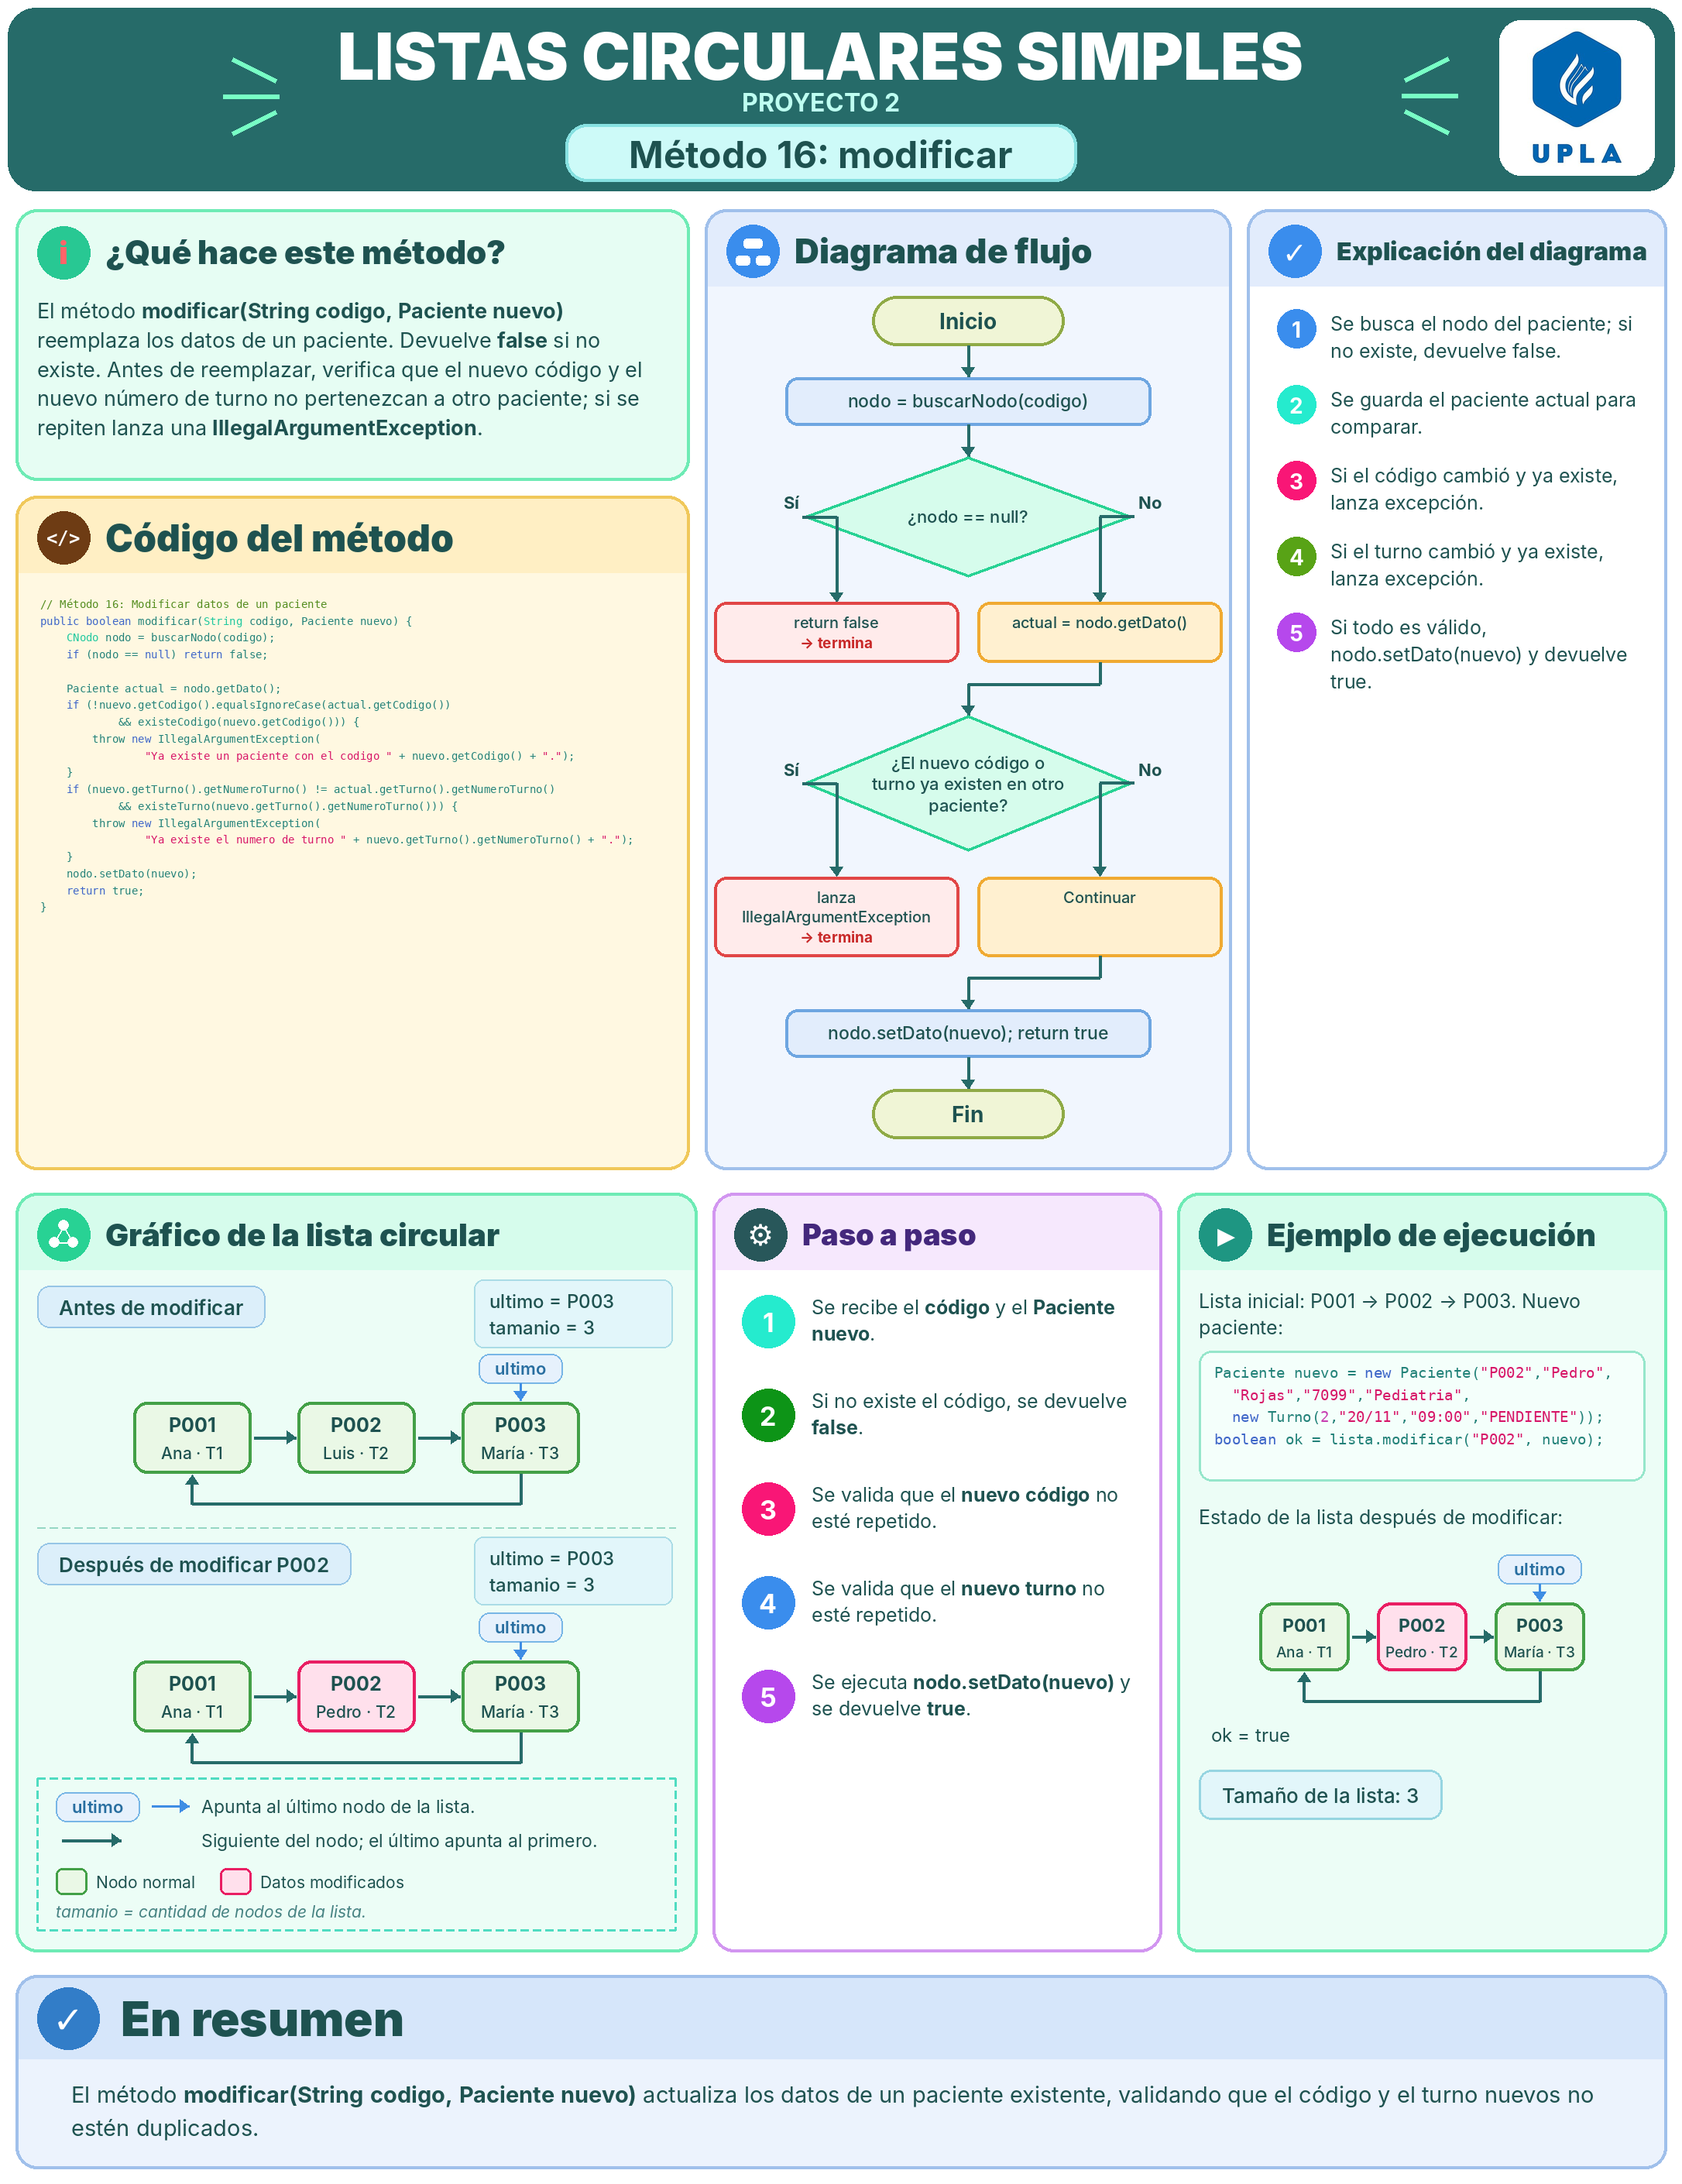 LISTAS CIRCULARES SIMPLES
PROYECTO 2
Método 16: modificar
UPLA
¿Qué hace este método?
El método modificar(String codigo, Paciente nuevo)
reemplaza los datos de un paciente. Devuelve false si no
existe. Antes de reemplazar, verifica que el nuevo código y el
nuevo número de turno no pertenezcan a otro paciente; si se
repiten lanza una IllegalArgumentException.
</> Código del método
// Método 16: Modificar datos de un paciente
public boolean modificar(String codigo, Paciente nuevo) {
    CNodo nodo = buscarNodo(codigo);
    if (nodo == null) return false;
    Paciente actual = nodo.getDato();
    if (!nuevo.getCodigo().equalsIgnoreCase(actual.getCodigo())
            && existeCodigo(nuevo.getCodigo())) {
        throw new IllegalArgumentException(
                "Ya existe un paciente con el codigo " + nuevo.getCodigo() + ".");
    }
    if (nuevo.getTurno().getNumeroTurno() != actual.getTurno().getNumeroTurno()
            && existeTurno(nuevo.getTurno().getNumeroTurno())) {
        throw new IllegalArgumentException(
                "Ya existe el numero de turno " + nuevo.getTurno().getNumeroTurno() + ".");
    }
    nodo.setDato(nuevo);
    return true;
}
Diagrama de flujo
Inicio
nodo = buscarNodo(codigo)
¿nodo == null?
Sí
No
return false
→ termina
actual = nodo.getDato()
¿El nuevo código o
turno ya existen en otro
paciente?
Sí
No
lanza
IllegalArgumentException
→ termina
Continuar
nodo.setDato(nuevo); return true
Fin
✓ Explicación del diagrama
1 Se busca el nodo del paciente; si
no existe, devuelve false.
2 Se guarda el paciente actual para
comparar.
3 Si el código cambió y ya existe,
lanza excepción.
4 Si el turno cambió y ya existe,
lanza excepción.
5 Si todo es válido,
nodo.setDato(nuevo) y devuelve
true.
Gráfico de la lista circular
Antes de modificar
ultimo = P003
tamanio = 3
ultimo
P001
Ana · T1
P002
Luis · T2
P003
María · T3
Después de modificar P002
ultimo = P003
tamanio = 3
ultimo
P001
Ana · T1
P002
Pedro · T2
P003
María · T3
ultimo Apunta al último nodo de la lista.
Siguiente del nodo; el último apunta al primero.
Nodo normal Datos modificados
tamanio = cantidad de nodos de la lista.
Paso a paso
1 Se recibe el código y el Paciente
nuevo.
2 Si no existe el código, se devuelve
false.
3 Se valida que el nuevo código no
esté repetido.
4 Se valida que el nuevo turno no
esté repetido.
5 Se ejecuta nodo.setDato(nuevo) y
se devuelve true.
Ejemplo de ejecución
Lista inicial: P001 → P002 → P003. Nuevo
paciente:
Paciente nuevo = new Paciente("P002","Pedro",
  "Rojas","7099","Pediatria",
  new Turno(2,"20/11","09:00","PENDIENTE"));
boolean ok = lista.modificar("P002", nuevo);
Estado de la lista después de modificar:
ultimo
P001
Ana · T1
P002
Pedro · T2
P003
María · T3
ok = true
Tamaño de la lista: 3
✓ En resumen
El método modificar(String codigo, Paciente nuevo) actualiza los datos de un paciente existente, validando que el código y el turno nuevos no
estén duplicados.